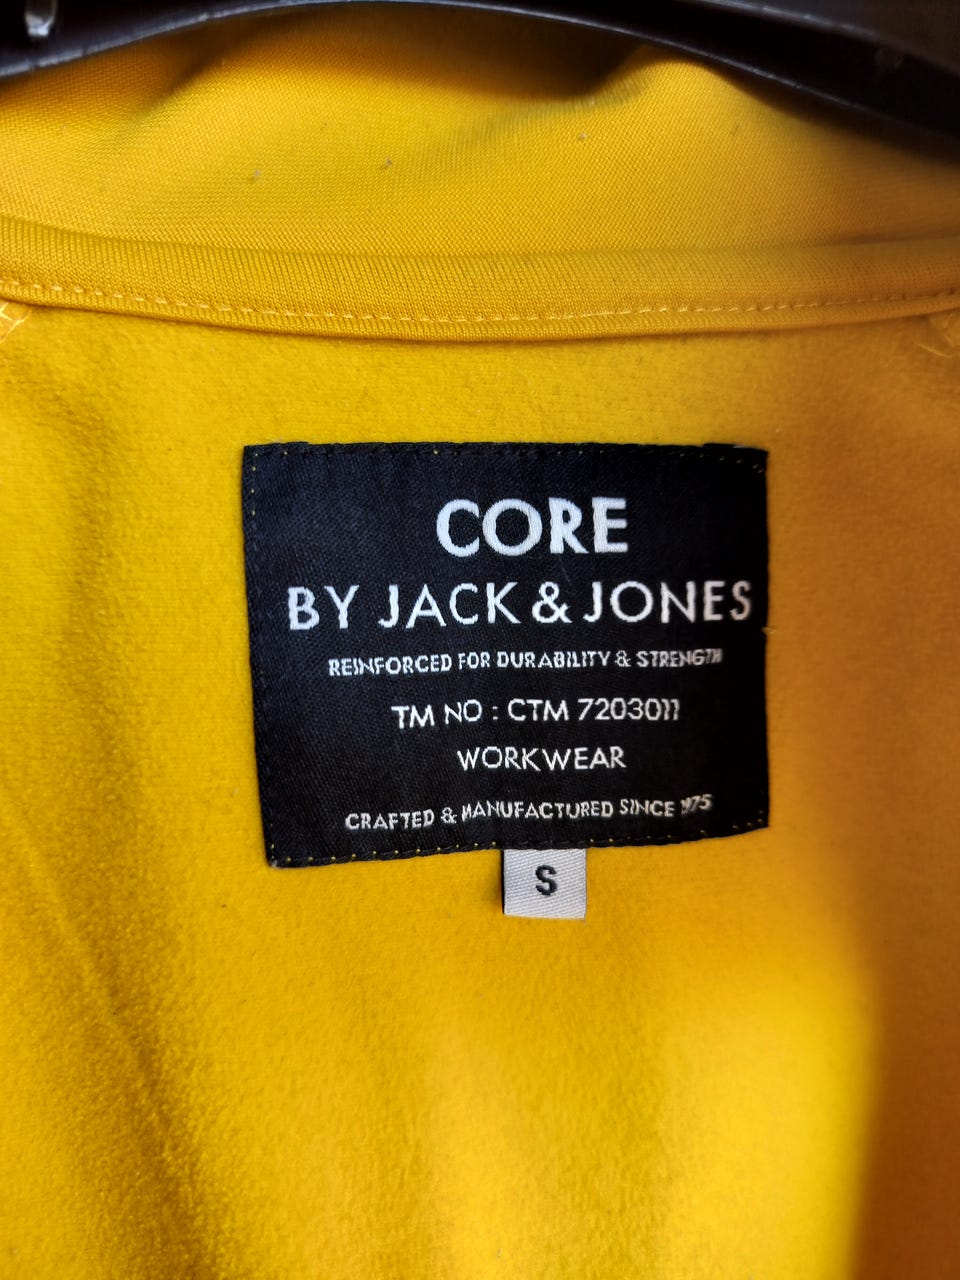 CORE
BY JACK & JONES
REINFORCED FOR DURABILITY & STRENGTH
TM NO : CTM 7203011
WORKWEAR
CRAFTED & MANUFACTURED SINCE 1975
S